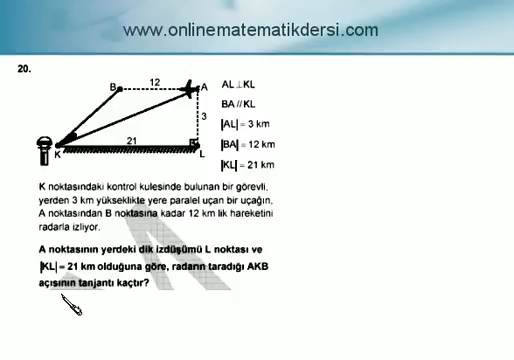 www.onlinematematikdersi.com
20.
B 12 A
AL ⊥ KL
BA // KL
3
|AL| = 3 km
21
|BA| = 12 km
K L
|KL| = 21 km
K noktasındaki kontrol kulesinde bulunan bir görevli,
yerden 3 km yükseklikte yere paralel uçan bir uçağın,
A noktasından B noktasına kadar 12 km lik hareketini
radarla izliyor.
A noktasının yerdeki dik izdüşümü L noktası ve
|KL| = 21 km olduğuna göre, radarın taradığı AKB
açısının tanjantı kaçtır?